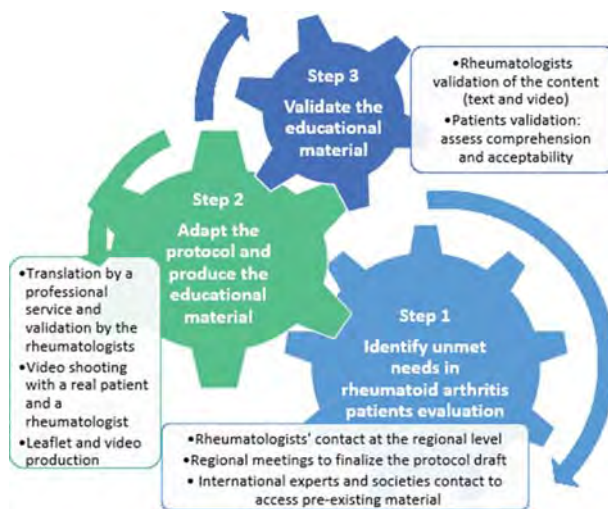 Step 3
Validate the
educational
material
•Rheumatologists
validation of the content
(text and video)
•Patients validation:
assess comprehension
and acceptability
Step 2
Adapt the
protocol and
produce the
educational
material
•Translation by a
professional
service and
validation by the
rheumatologists
•Video shooting
with a real patient
and a
rheumatologist
•Leaflet and video
production
Step 1
Identify unmet
needs in
rheumatoid arthritis
patients evaluation
•Rheumatologists' contact at the regional level
•Regional meetings to finalize the protocol draft
• International experts and societies contact to
access pre-existing material